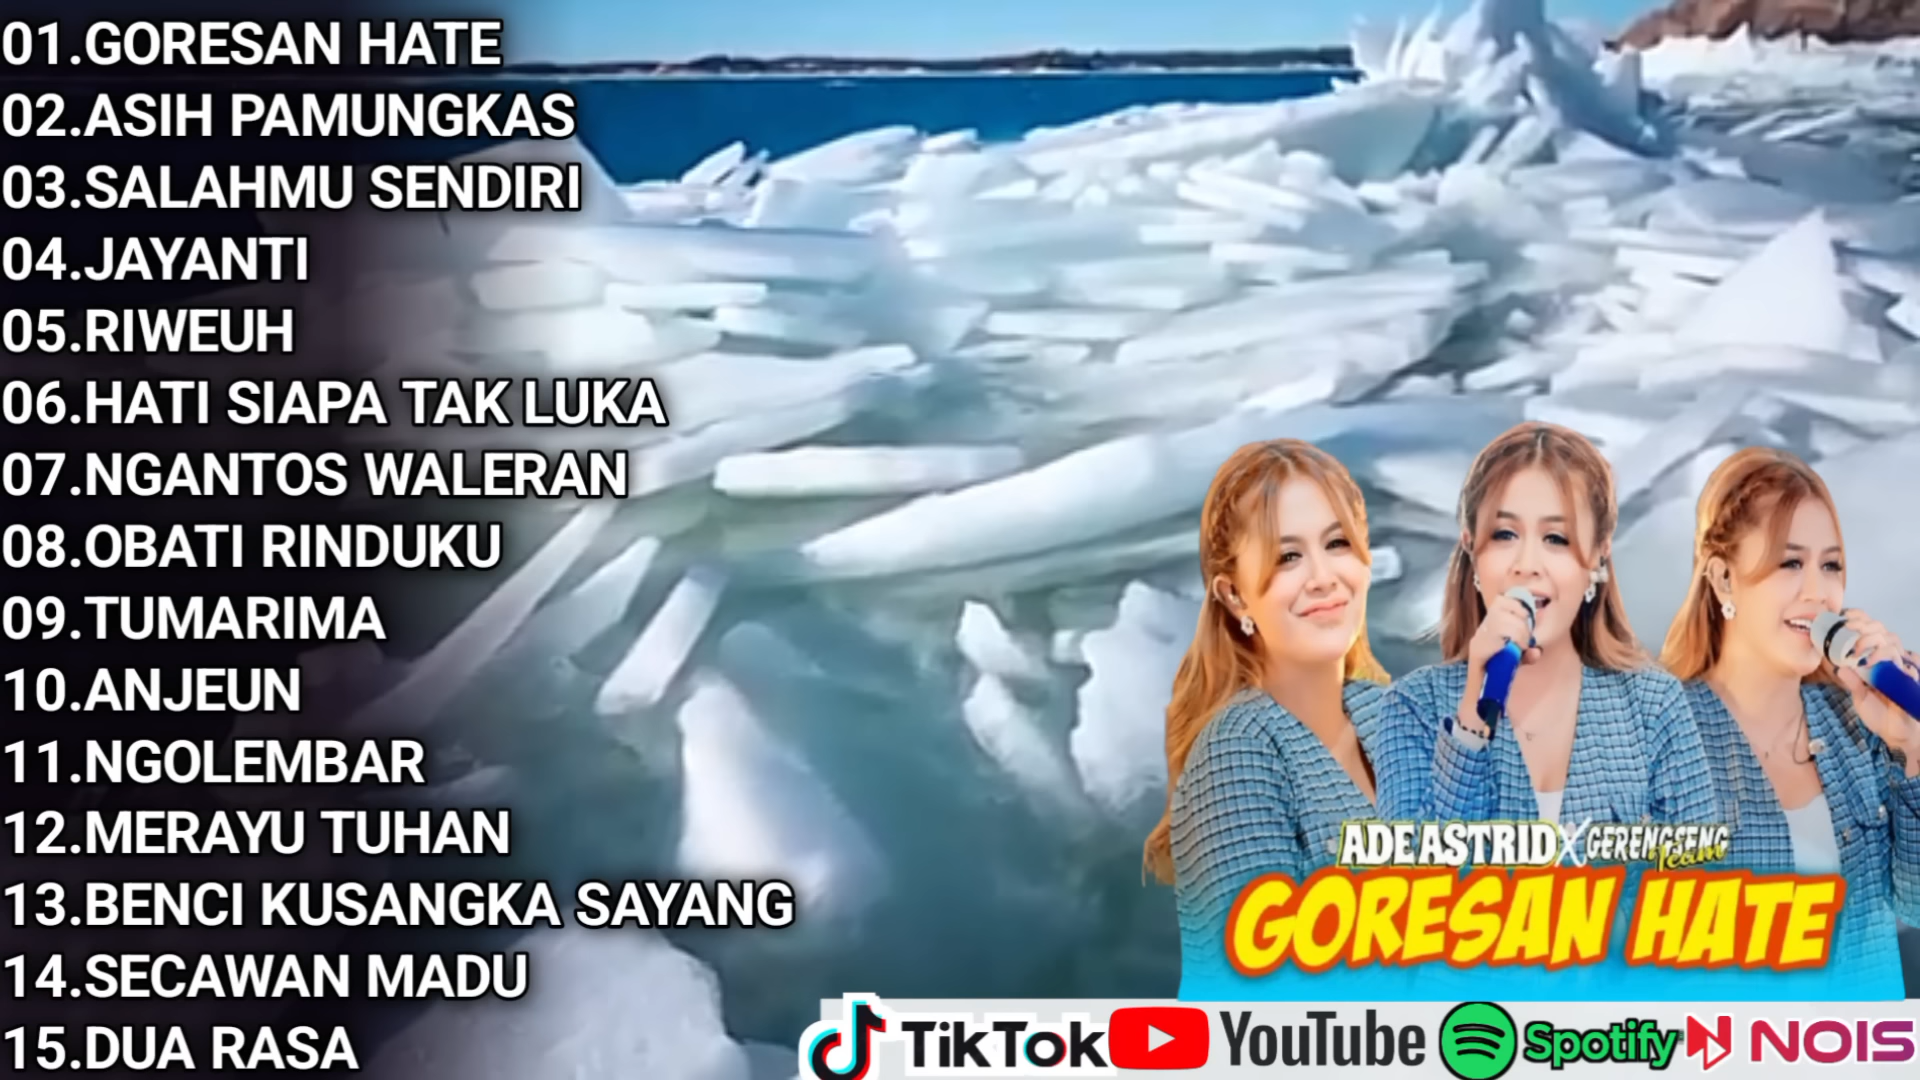 01.GORESAN HATE
02.ASIH PAMUNGKAS
03.SALAHMU SENDIRI
04.JAYANTI
05.RIWEUH
06.HATI SIAPA TAK LUKA
07.NGANTOS WALERAN
08.OBATI RINDUKU
09.TUMARIMA
10.ANJEUN
11.NGOLEMBAR
12.MERAYU TUHAN
13.BENCI KUSANGKA SAYANG
14.SECAWAN MADU
15.DUA RASA
ADE ASTRID X GERENGSENG Team
GORESAN HATE
TikTok YouTube Spotify NOIS